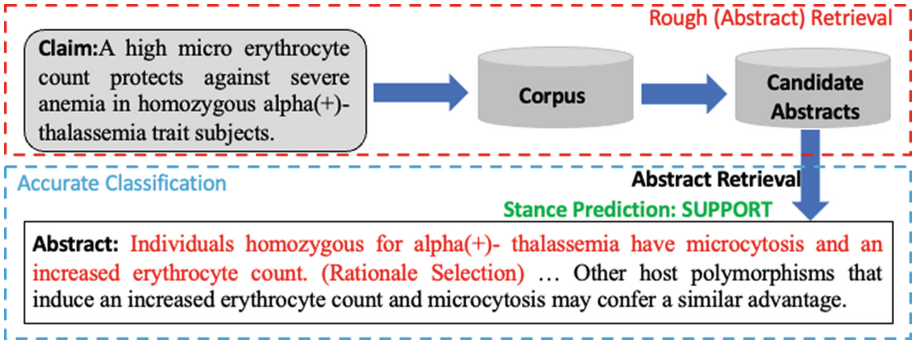 Rough (Abstract) Retrieval
Claim:A high micro erythrocyte
count protects against severe
anemia in homozygous alpha(+)-
thalassemia trait subjects.
Corpus
Candidate
Abstracts
Accurate Classification
Abstract Retrieval
Stance Prediction: SUPPORT
Abstract: Individuals homozygous for alpha(+)- thalassemia have microcytosis and an
increased erythrocyte count. (Rationale Selection) … Other host polymorphisms that
induce an increased erythrocyte count and microcytosis may confer a similar advantage.